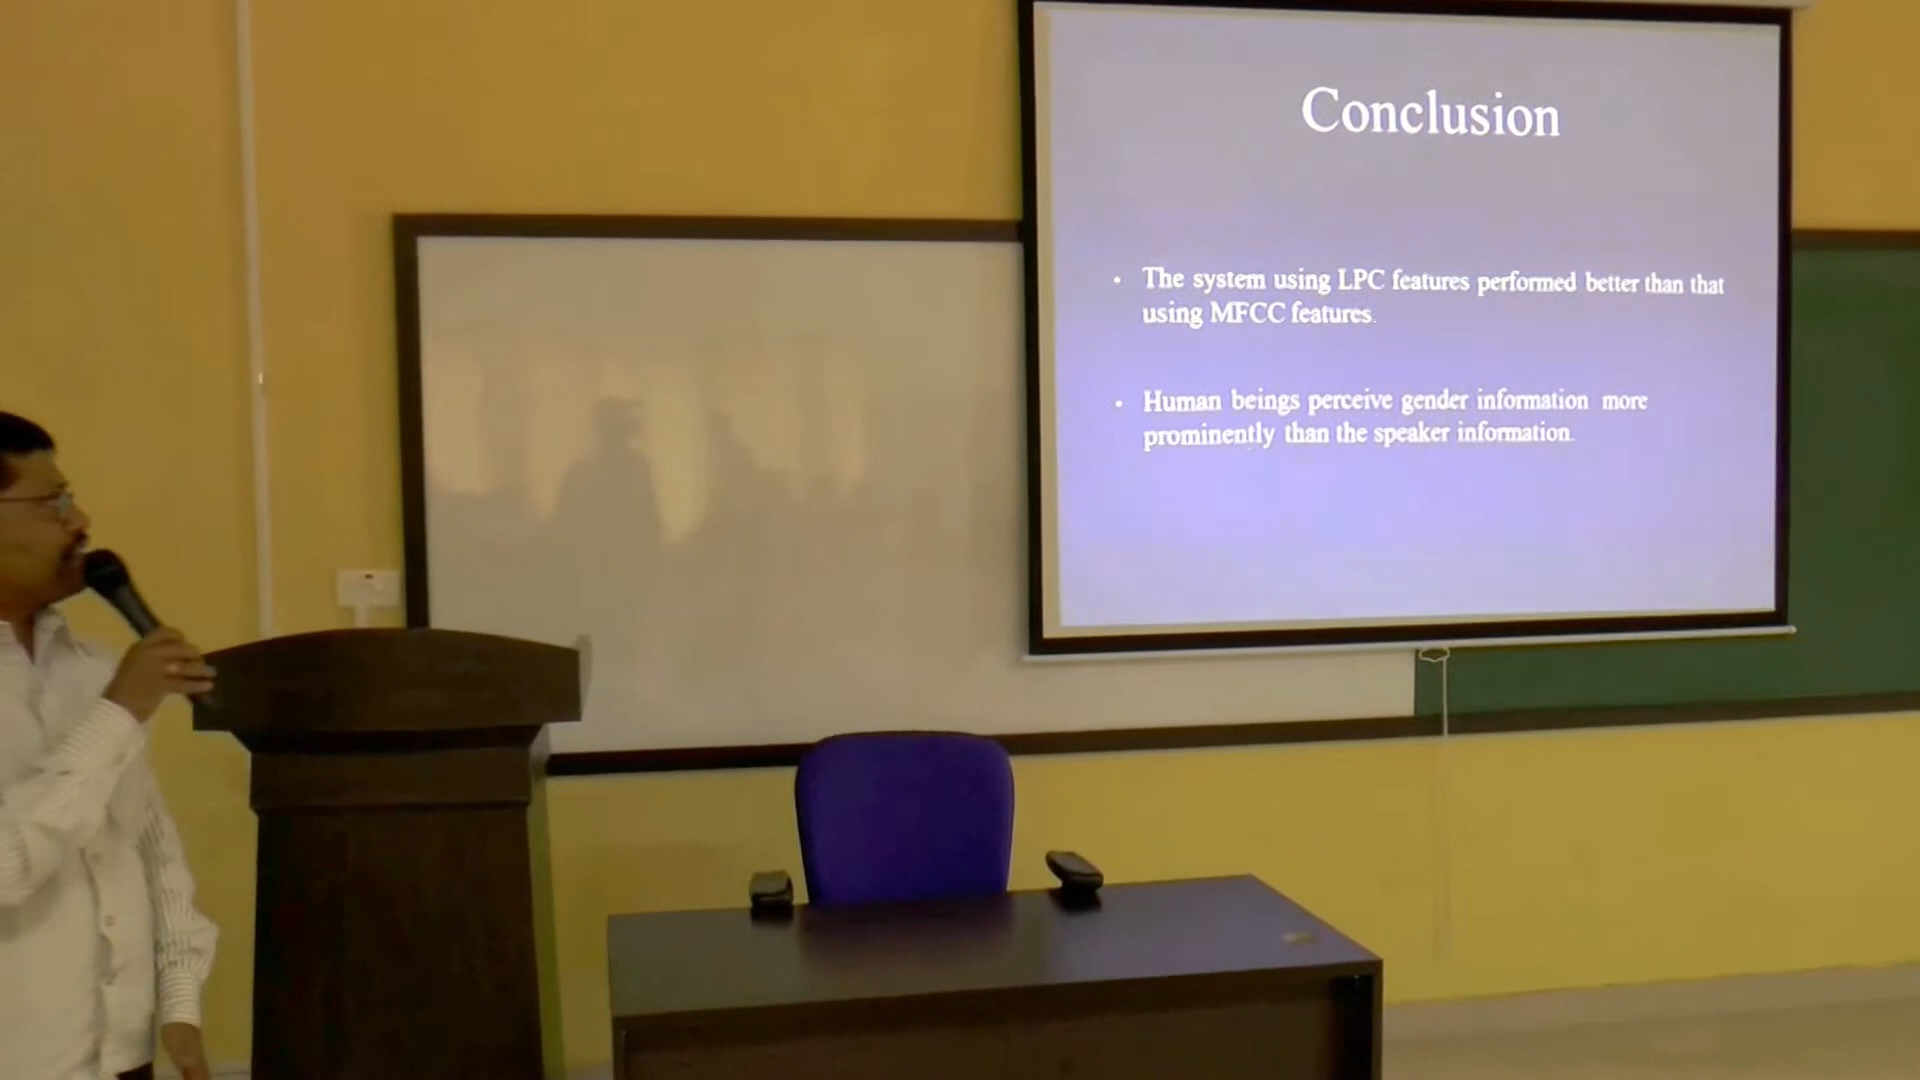 Conclusion
• The system using LPC features performed better than that
using MFCC features.
• Human beings perceive gender information more
prominently than the speaker information.